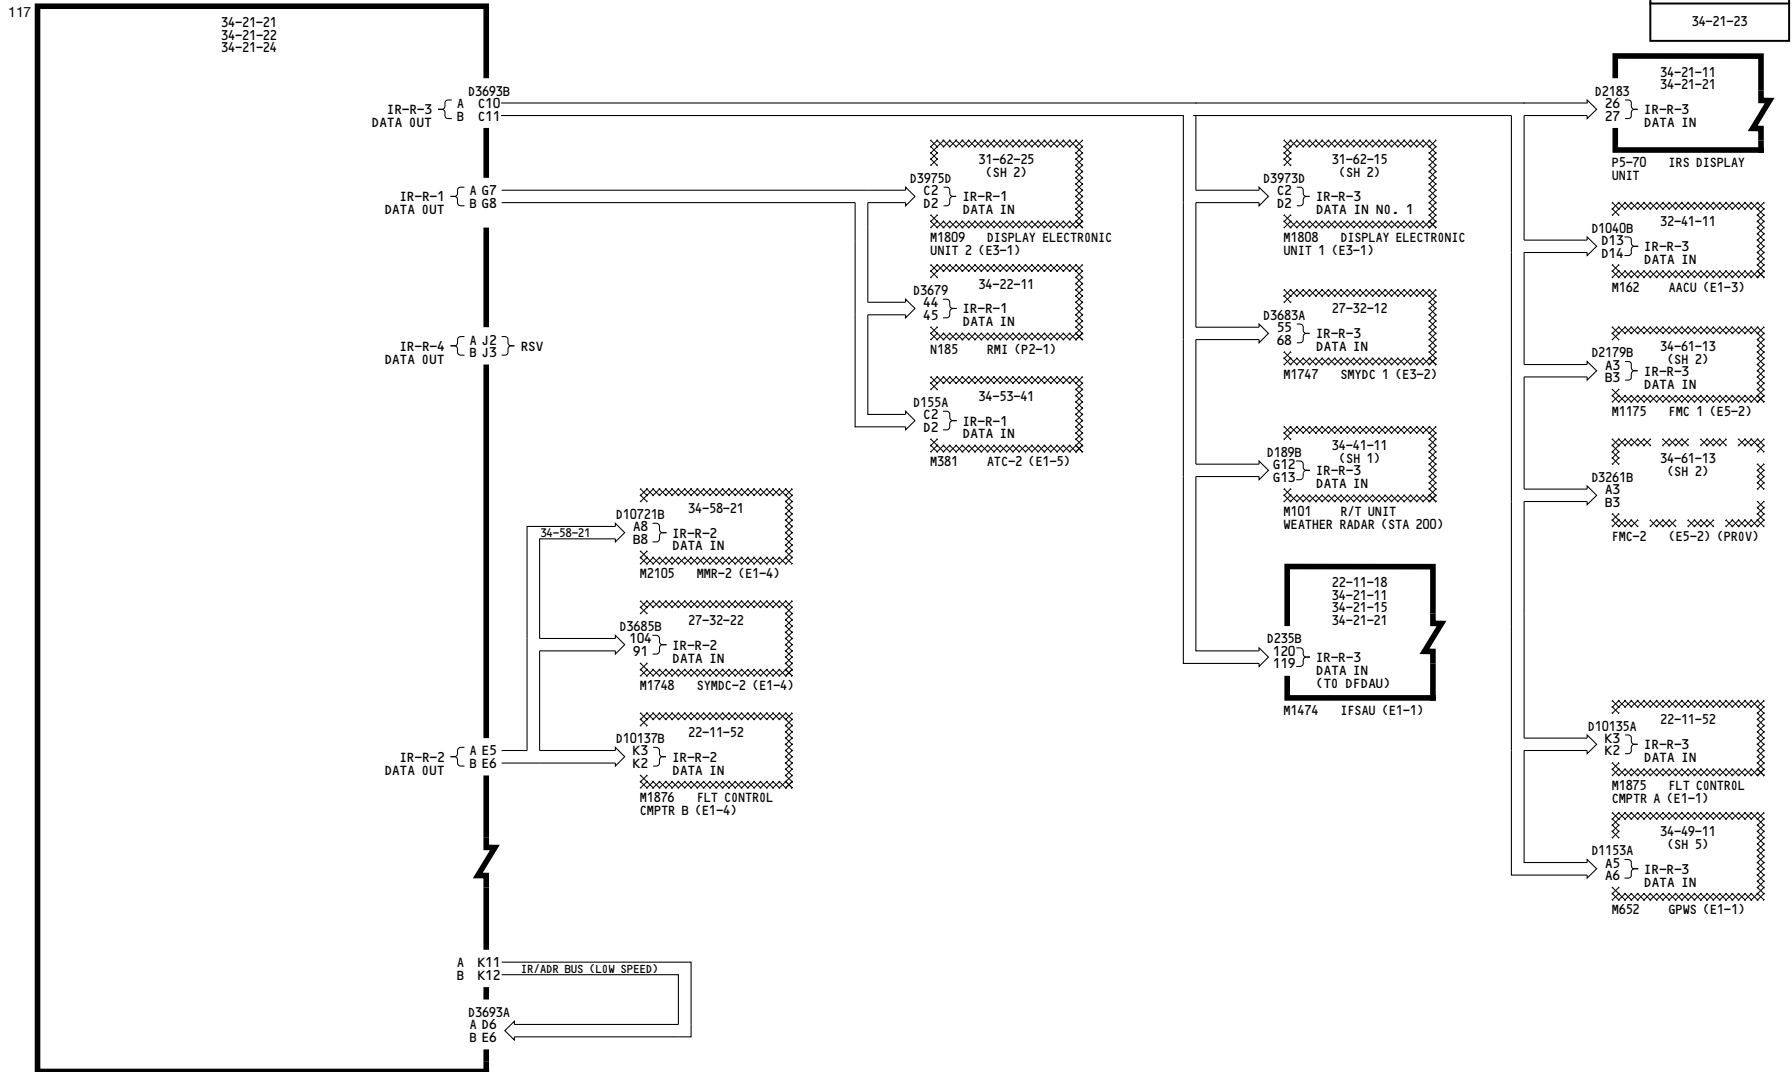 117
34-21-21
34-21-22
34-21-24
34-21-23
D3693B
IR-R-3 A C10
DATA OUT B C11
IR-R-1 A G7
DATA OUT B G8
IR-R-4 A J2 RSV
DATA OUT B J3
IR-R-2 A E5
DATA OUT B E6
A K11
B K12
IR/ADR BUS (LOW SPEED)
D3693A
A D6
B E6
34-58-21
D10721B
34-58-21
A8
B8
IR-R-2
DATA IN
M2105 MMR-2 (E1-4)
27-32-22
D3685B
104
91
IR-R-2
DATA IN
M1748 SYMDC-2 (E1-4)
22-11-52
D10137B
K3
K2
IR-R-2
DATA IN
M1876 FLT CONTROL
CMPTR B (E1-4)
31-62-25
(SH 2)
D3975D
C2
D2
IR-R-1
DATA IN
M1809 DISPLAY ELECTRONIC
UNIT 2 (E3-1)
34-22-11
D3679
44
45
IR-R-1
DATA IN
N185 RMI (P2-1)
34-53-41
D155A
C2
D2
IR-R-1
DATA IN
M381 ATC-2 (E1-5)
31-62-15
(SH 2)
D3973D
C2
D2
IR-R-3
DATA IN NO. 1
M1808 DISPLAY ELECTRONIC
UNIT 1 (E3-1)
27-32-12
D3683A
55
68
IR-R-3
DATA IN
M1747 SMYDC 1 (E3-2)
34-41-11
(SH 1)
D189B
G12
G13
IR-R-3
DATA IN
M101 R/T UNIT
WEATHER RADAR (STA 200)
22-11-18
34-21-11
34-21-15
34-21-21
D235B
120
119
IR-R-3
DATA IN
(TO DFDAU)
M1474 IFSAU (E1-1)
34-21-11
34-21-21
D2183
26
27
IR-R-3
DATA IN
P5-70 IRS DISPLAY
UNIT
32-41-11
D1040B
D13
D14
IR-R-3
DATA IN
M162 AACU (E1-3)
34-61-13
(SH 2)
D2179B
A3
B3
IR-R-3
DATA IN
M1175 FMC 1 (E5-2)
34-61-13
(SH 2)
D3261B
A3
B3
FMC-2 (E5-2) (PROV)
22-11-52
D10135A
K3
K2
IR-R-3
DATA IN
M1875 FLT CONTROL
CMPTR A (E1-1)
34-49-11
(SH 5)
D1153A
A5
A6
IR-R-3
DATA IN
M652 GPWS (E1-1)